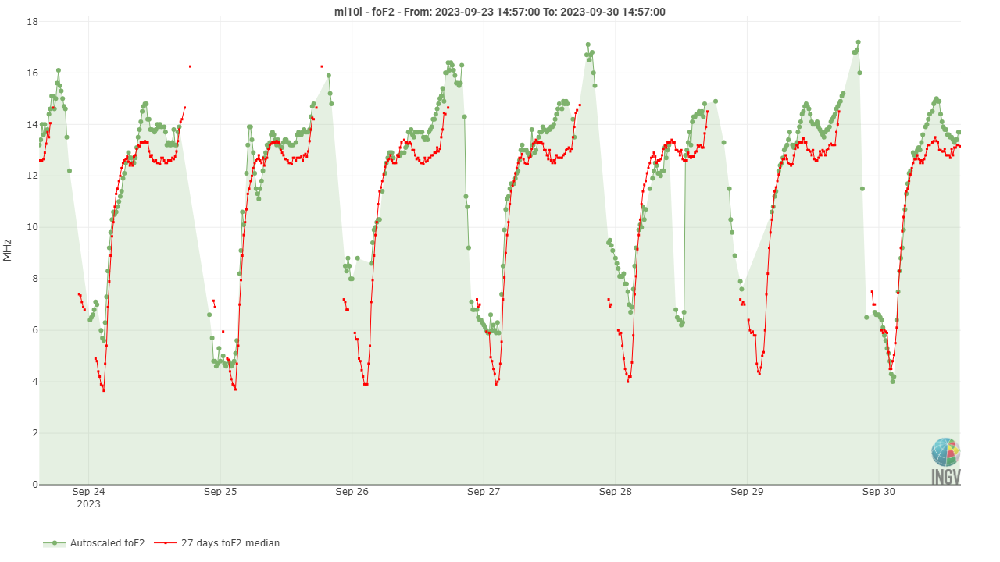 ml10l - foF2 - From: 2023-09-23 14:57:00 To: 2023-09-30 14:57:00
18
16
14
12
10
8
6
4
2
0
MHz
Sep 24
2023
Sep 25
Sep 26
Sep 27
Sep 28
Sep 29
Sep 30
INGV
Autoscaled foF2
27 days foF2 median